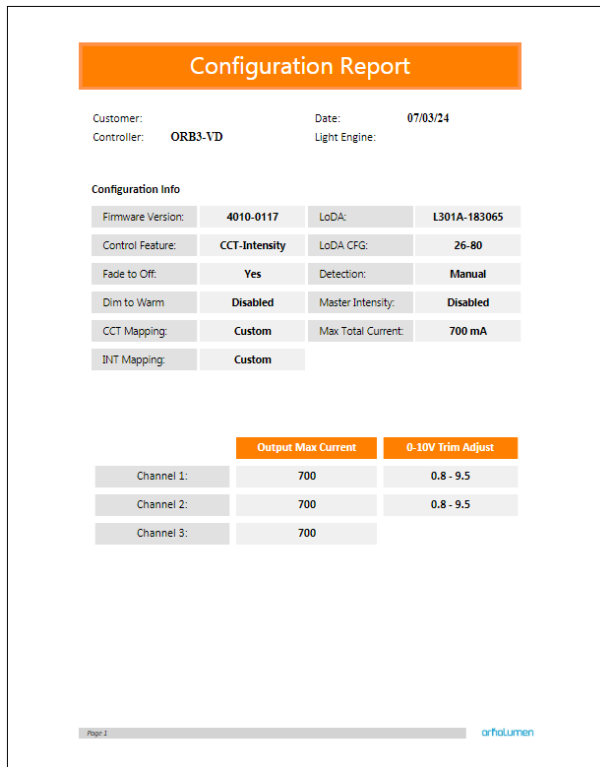 Configuration Report
Customer: Date: 07/03/24
Controller: ORB3-VD Light Engine:
Configuration Info
Firmware Version: 4010-0117 LoDA: L301A-183065
Control Feature: CCT-Intensity LoDA CFG: 26-80
Fade to Off: Yes Detection: Manual
Dim to Warm Disabled Master Intensity: Disabled
CCT Mapping: Custom Max Total Current: 700 mA
INT Mapping: Custom
Output Max Current 0-10V Trim Adjust
Channel 1: 700 0.8 - 9.5
Channel 2: 700 0.8 - 9.5
Channel 3: 700
Page 1 arkalumen